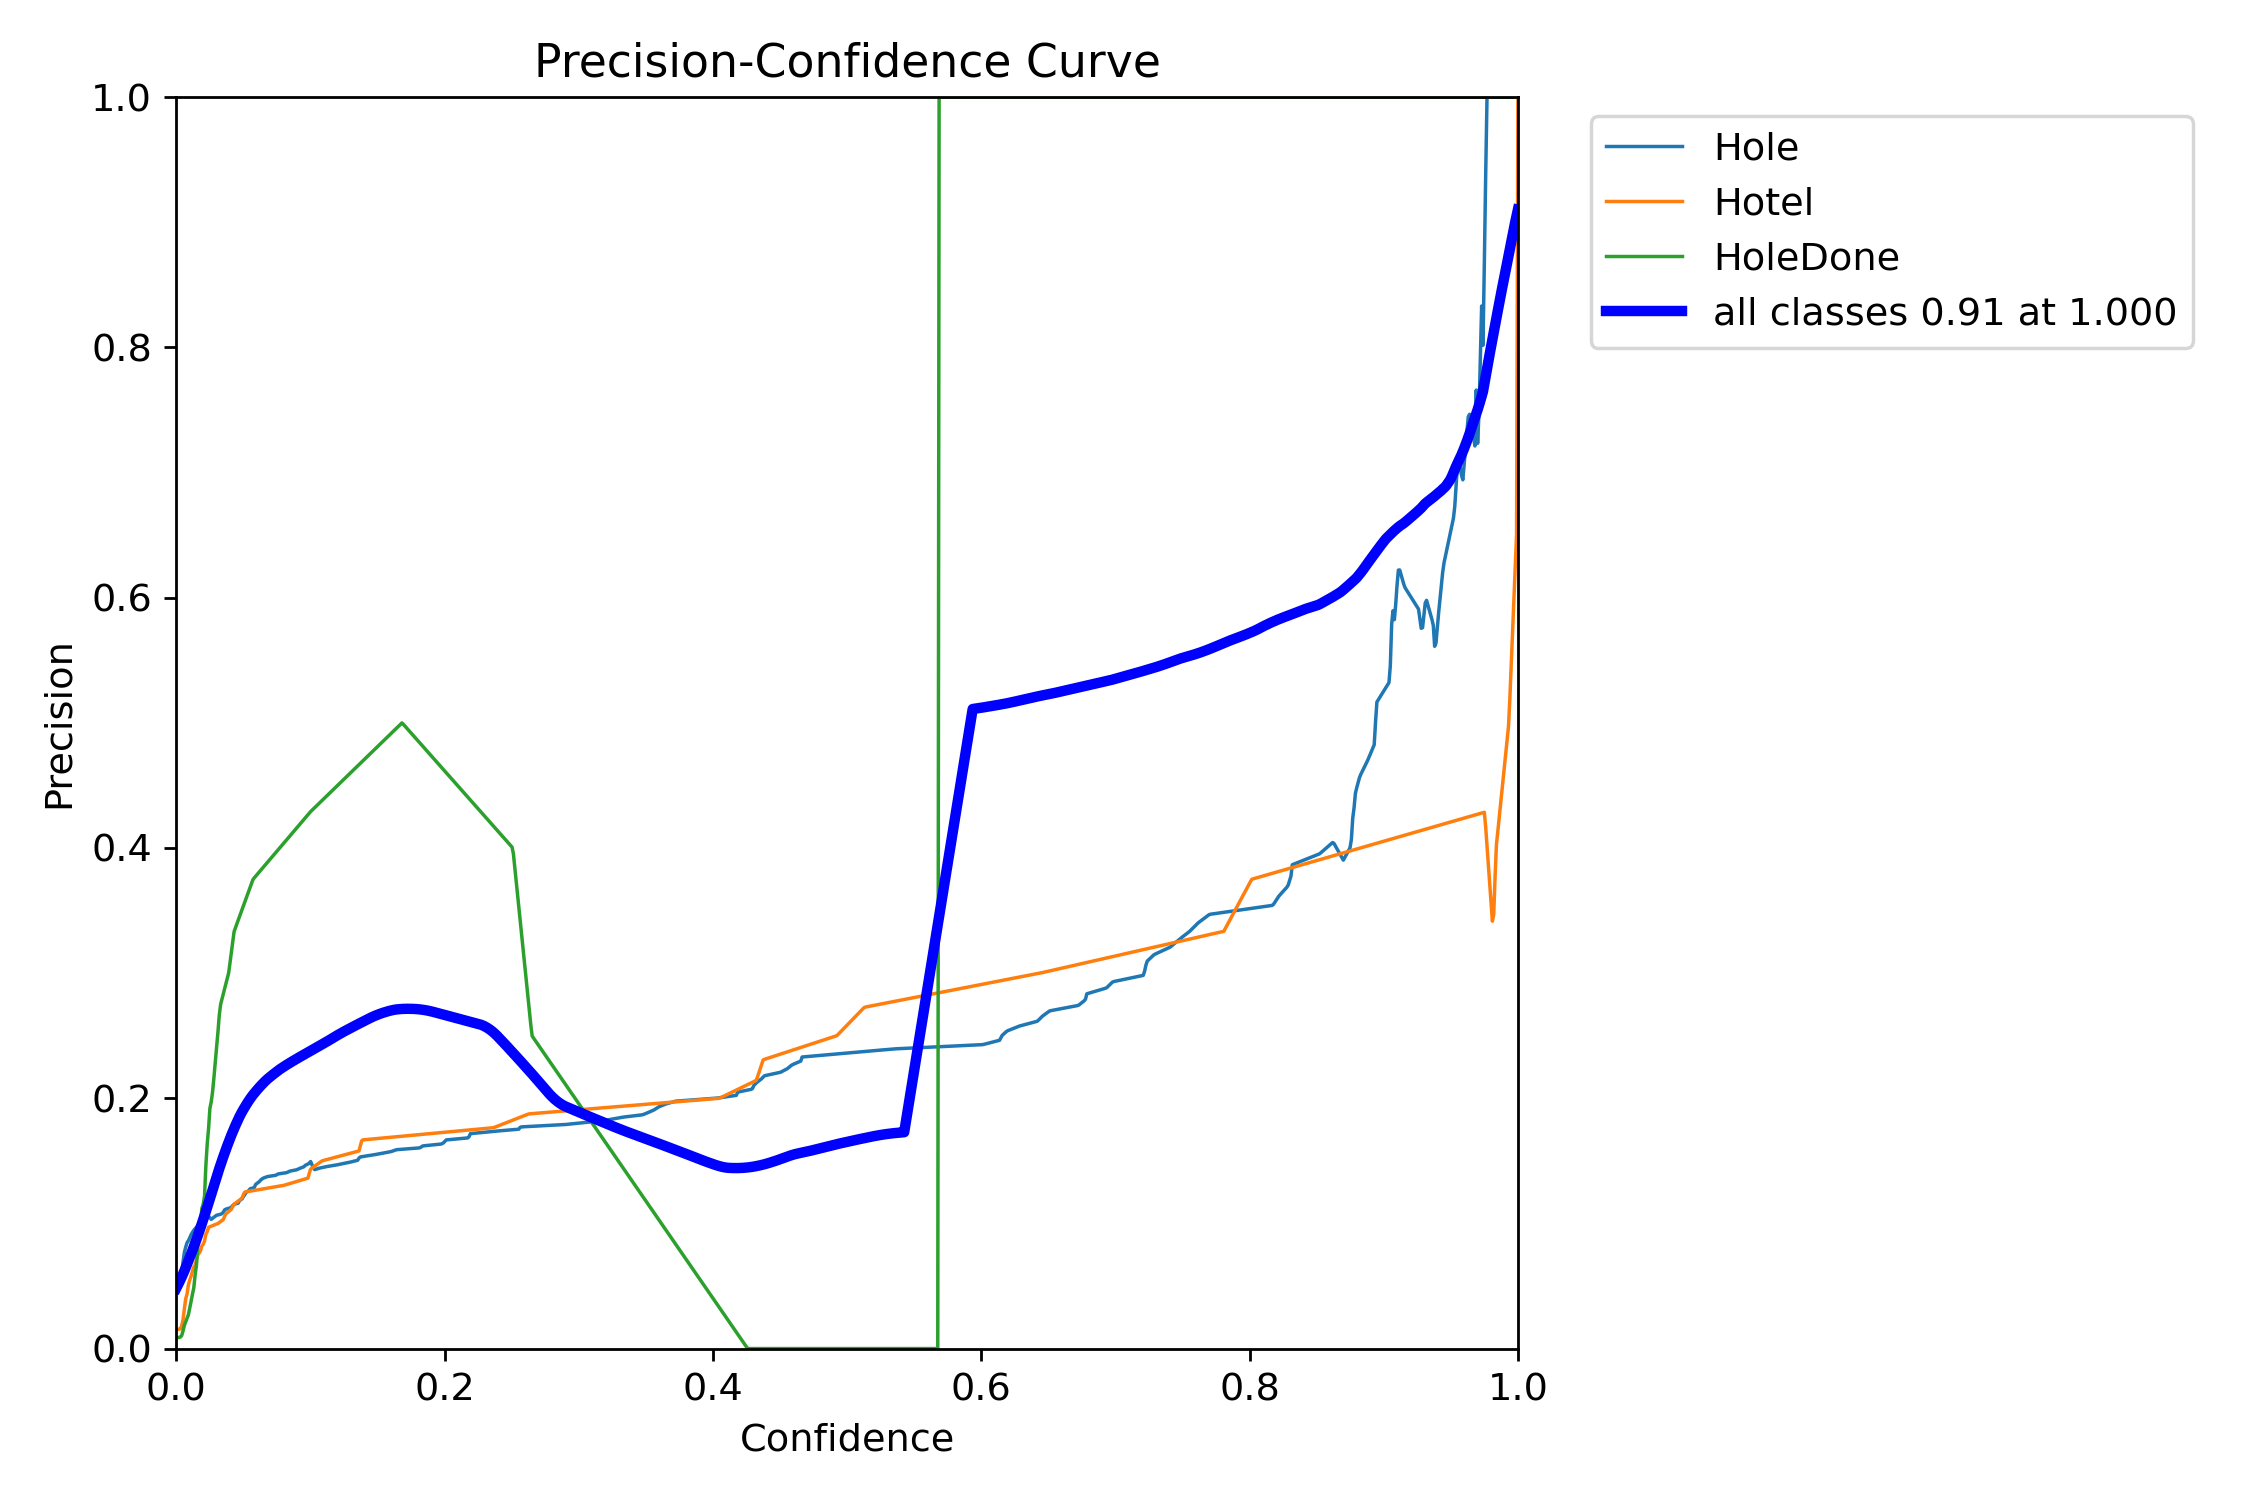 Precision-Confidence Curve
1.0
0.8
0.6
0.4
0.2
0.0
Precision
0.0 0.2 0.4 0.6 0.8 1.0
Confidence
Hole
Hotel
HoleDone
all classes 0.91 at 1.000